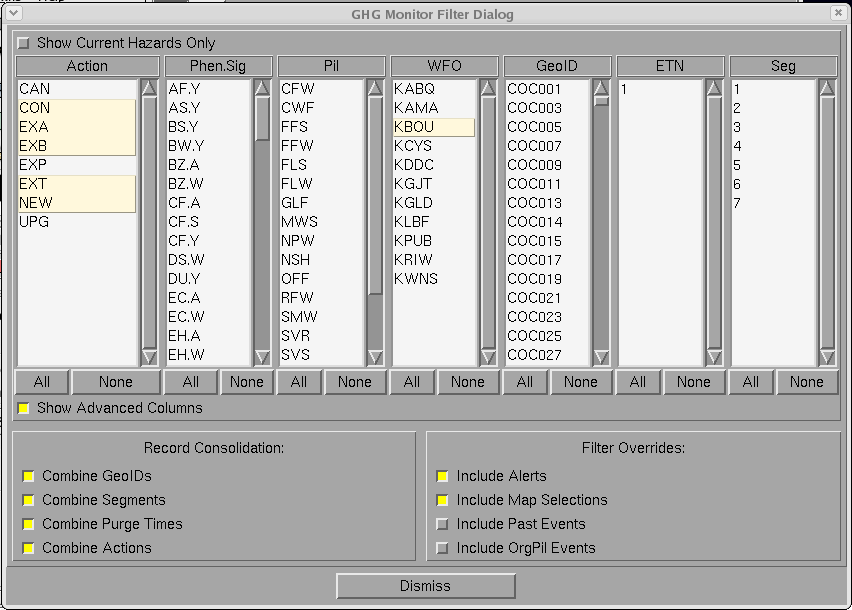 GHG Monitor Filter Dialog
Show Current Hazards Only
Action Phen.Sig Pil WFO GeoID ETN Seg
CAN AF.Y CFW KABQ COC001 1 1
CON AS.Y CWF KAMA COC003 2
EXA BS.Y FFS KBOU COC005 3
EXB BW.Y FFW KCYS COC007 4
EXP BZ.A FLS KDDC COC009 5
EXT BZ.W FLW KGJT COC011 6
NEW CF.A GLF KGLD COC013 7
UPG CF.S MWS KLBF COC014
CF.Y NPW KPUB COC015
DS.W NSH KRIW COC017
DU.Y OFF KWNS COC019
EC.A RFW COC021
EC.W SMW COC023
EH.A SVR COC025
EH.W SVS COC027
All None All None All None All None All None All None All None
Show Advanced Columns
Record Consolidation:
Combine GeoIDs
Combine Segments
Combine Purge Times
Combine Actions
Filter Overrides:
Include Alerts
Include Map Selections
Include Past Events
Include OrgPil Events
Dismiss